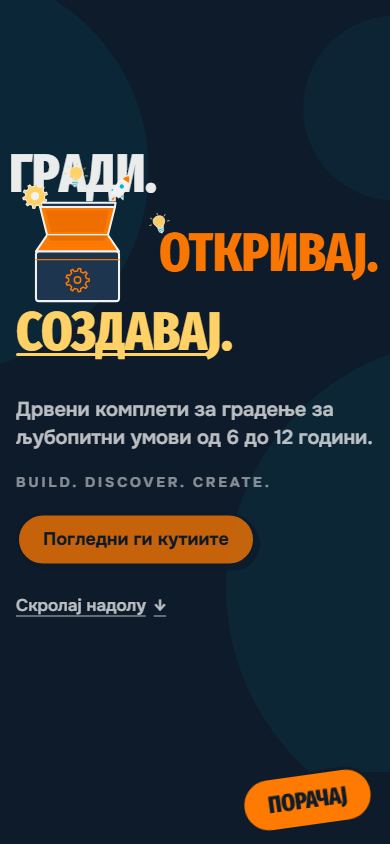 ГРАДИ.
ОТКРИВАЈ.
СОЗДАВАЈ.
Дрвени комплети за градење за
љубопитни умови од 6 до 12 години.
BUILD. DISCOVER. CREATE.
Погледни ги кутиите
Скролај надолу ↓
ПОРАЧАЈ